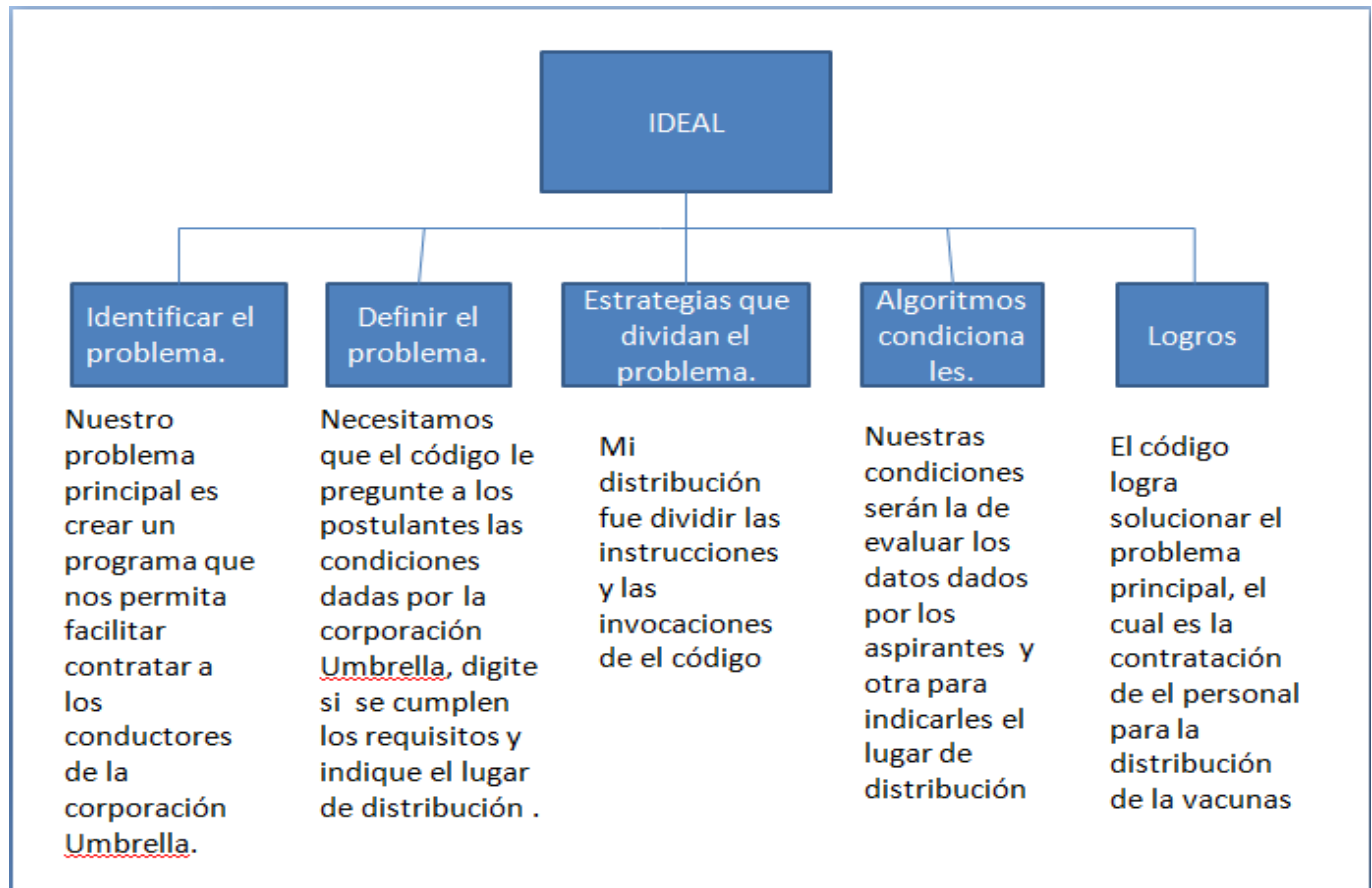 IDEAL
Identificar el
problema.
Definir el
problema.
Estrategias que
dividan el
problema.
Algoritmos
condiciona
les.
Logros
Nuestro
problema
principal es
crear un
programa que
nos permita
facilitar
contratar a
los
conductores
de la
corporación
Umbrella.
Necesitamos
que el código le
pregunte a los
postulantes las
condiciones
dadas por la
corporación
Umbrella, digite
si se cumplen
los requisitos y
indique el lugar
de distribución .
Mi
distribución
fue dividir las
instrucciones
y las
invocaciones
de el código
Nuestras
condiciones
serán la de
evaluar los
datos dados
por los
aspirantes y
otra para
indicarles el
lugar de
distribución
El código
logra
solucionar el
problema
principal, el
cual es la
contratación
de el personal
para la
distribución
de la vacunas